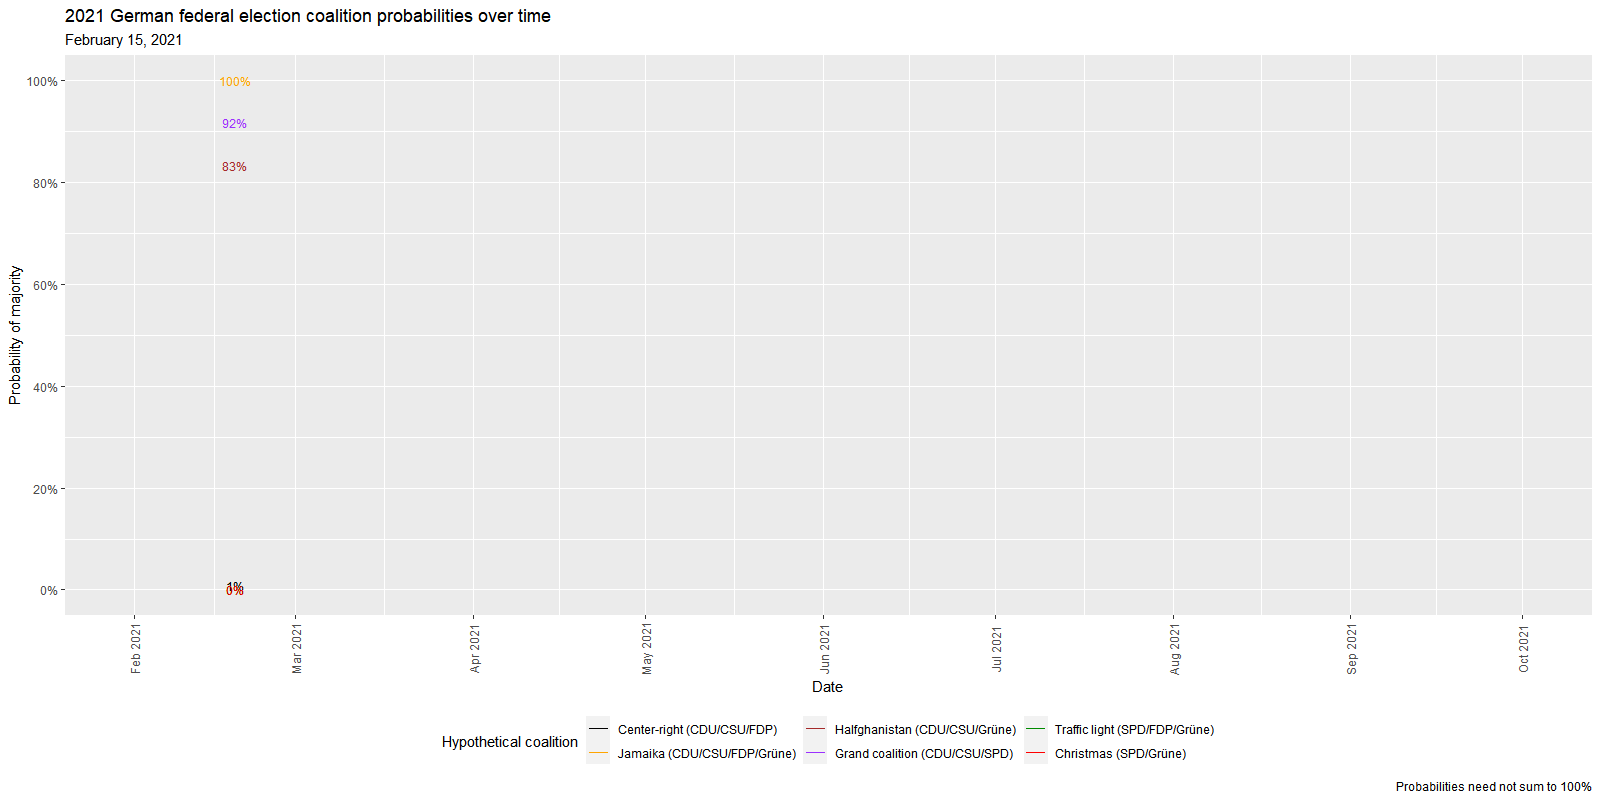 2021 German federal election coalition probabilities over time
February 15, 2021
Probability of majority
100%
80%
60%
40%
20%
0%
100%
92%
83%
1%
0%
Feb 2021
Mar 2021
Apr 2021
May 2021
Jun 2021
Jul 2021
Aug 2021
Sep 2021
Oct 2021
Date
Hypothetical coalition
Center-right (CDU/CSU/FDP)
Halfghanistan (CDU/CSU/Grüne)
Traffic light (SPD/FDP/Grüne)
Jamaika (CDU/CSU/FDP/Grüne)
Grand coalition (CDU/CSU/SPD)
Christmas (SPD/Grüne)
Probabilities need not sum to 100%